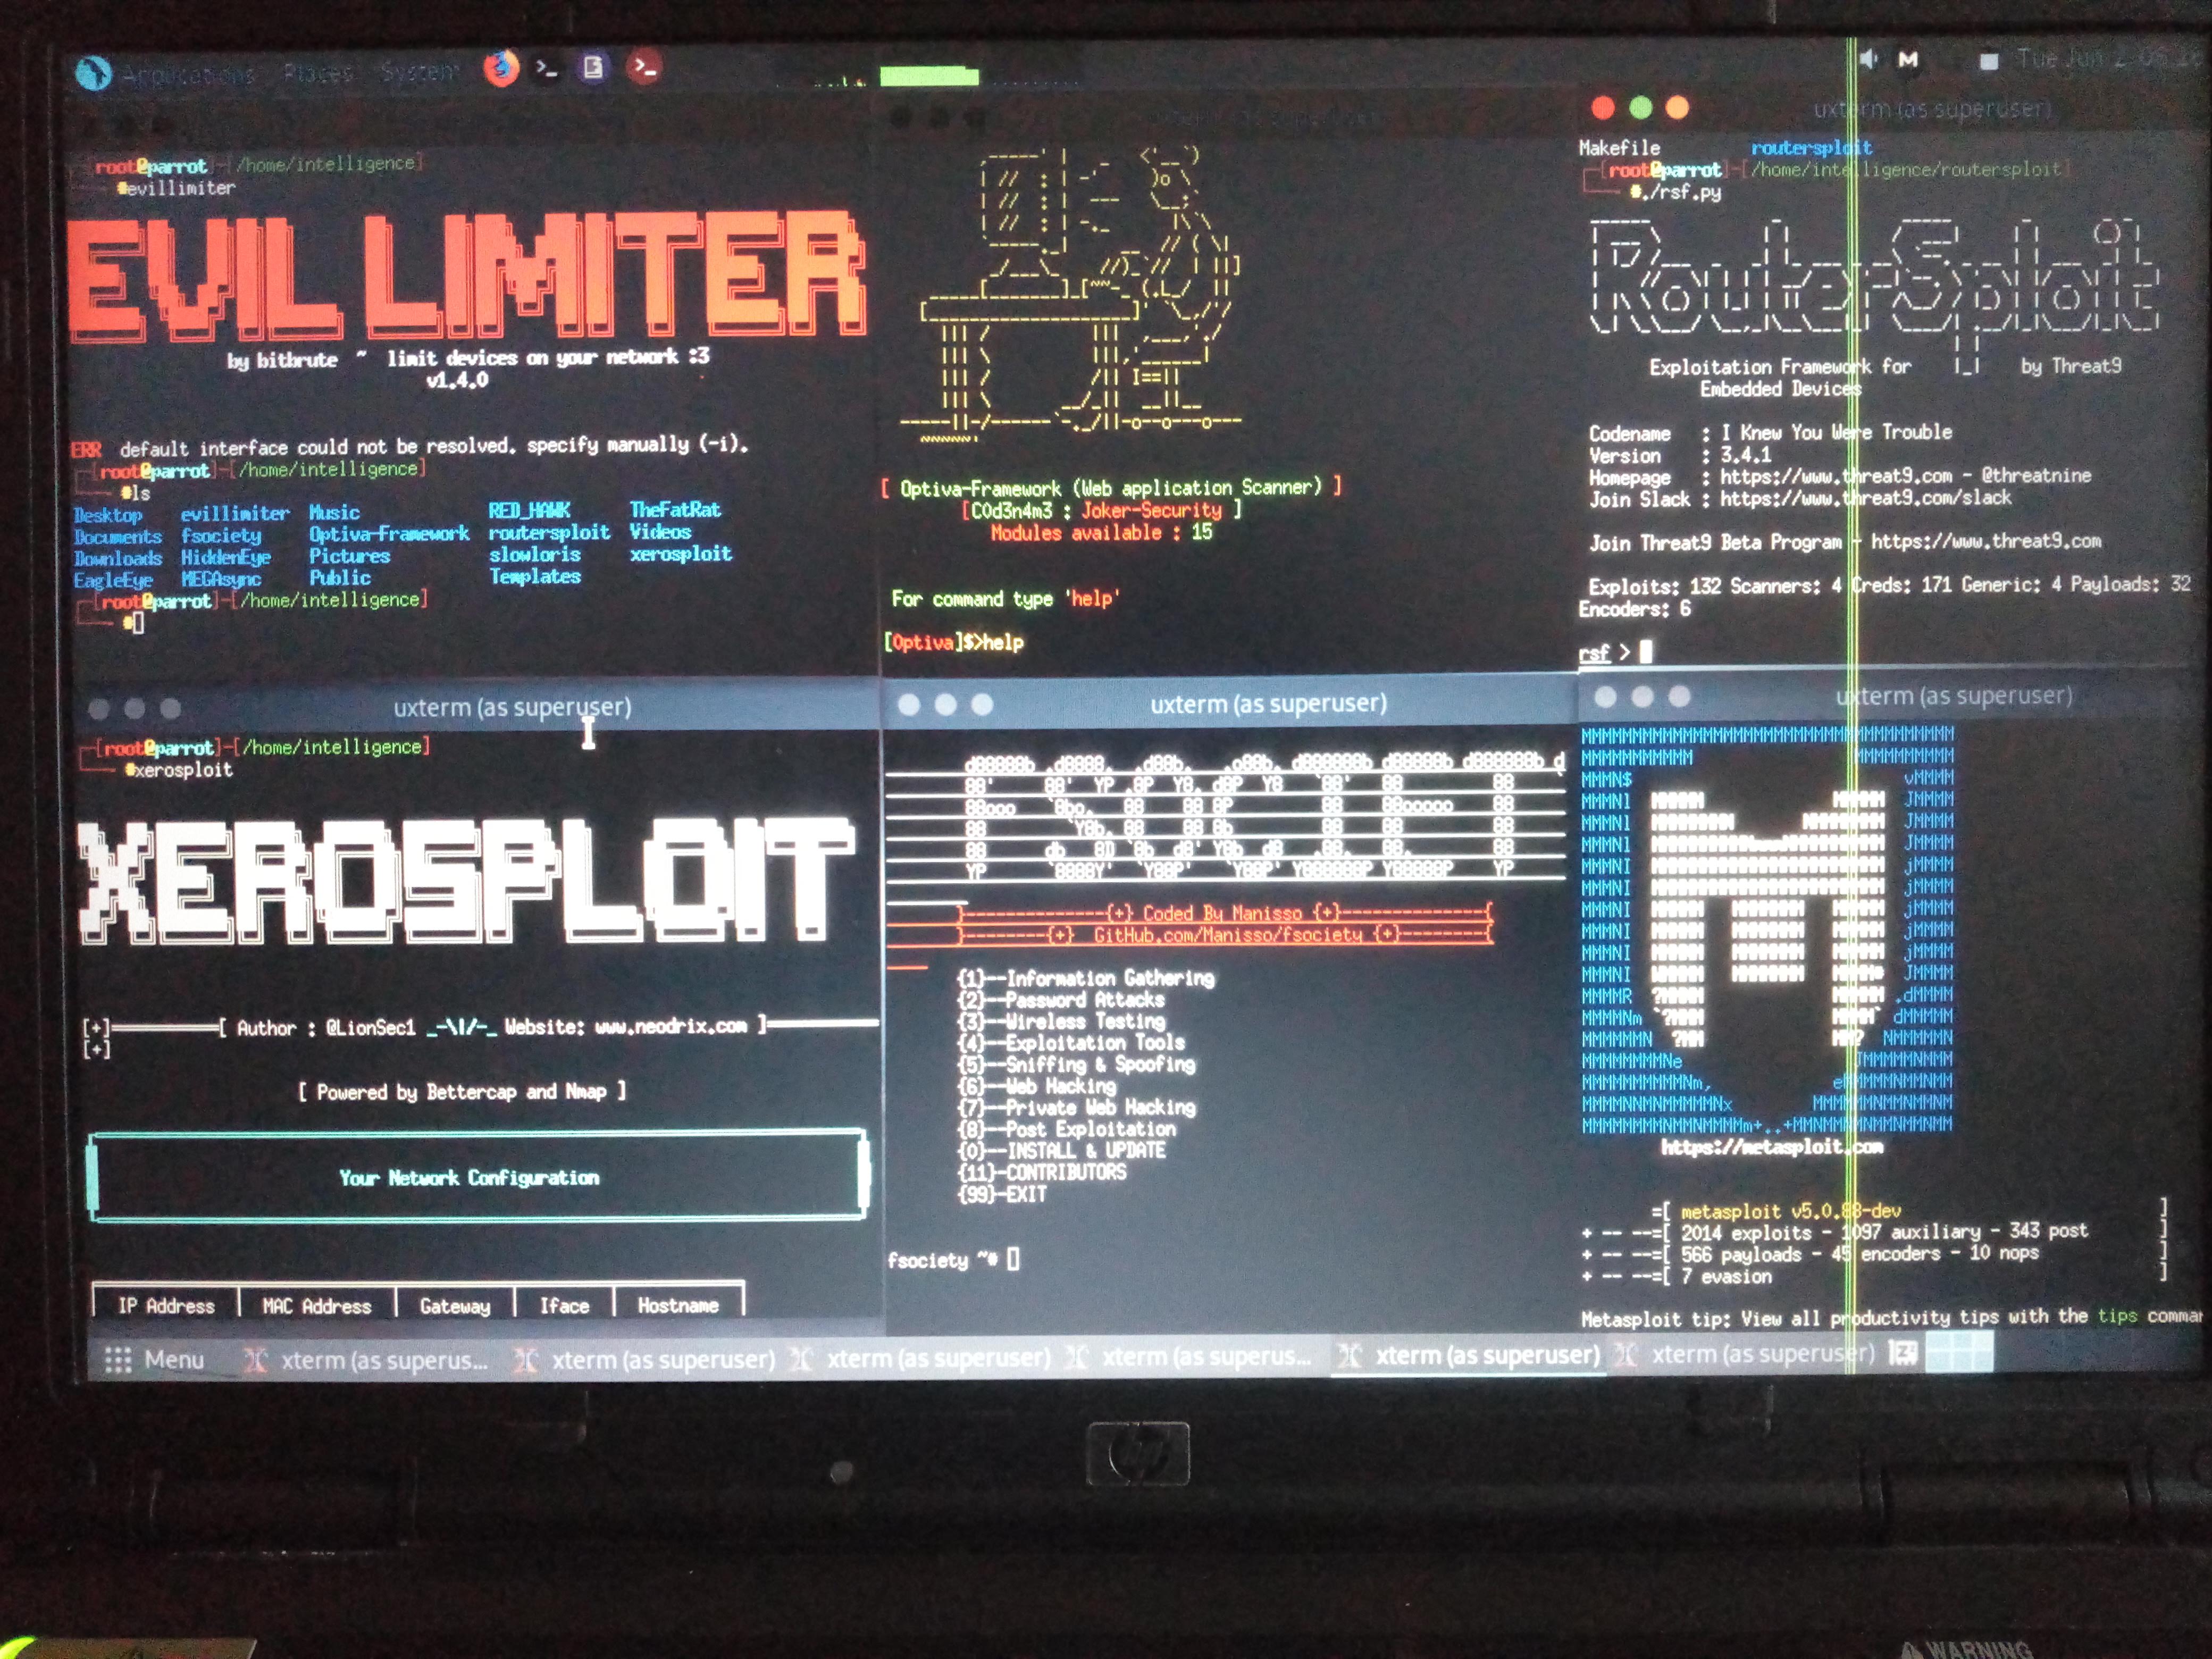 Applications Places System
Tue Jun 2
[root@parrot]-[/home/intelligence]
#evillimiter
EVIL LIMITER
by bitbrute ~ limit devices on your network :3
v1.4.0
ERR default interface could not be resolved. specify manually (-i).
[root@parrot]-[/home/intelligence]
#ls
Desktop evillimiter Music RED_HAWK TheFatRat
Documents fsociety Optiva-Framework routersploit Videos
Downloads HiddenEye Pictures slowloris xerosploit
EagleEye MEGAsync Public Templates
[root@parrot]-[/home/intelligence]
#
uxterm (as superuser)
[ Optiva-Framework (Web application Scanner) ]
[C0d3n4m3 : Joker-Security ]
Modules available : 15
For command type 'help'
[Optiva]$>help
uxterm (as superuser)
Makefile routersploit
[root@parrot]-[/home/intelligence/routersploit]
#./rsf.py
RouterSploit
Exploitation Framework for by Threat9
Embedded Devices
Codename : I Knew You Were Trouble
Version : 3.4.1
Homepage : https://www.threat9.com - @threatnine
Join Slack : https://www.threat9.com/slack
Join Threat9 Beta Program - https://www.threat9.com
Exploits: 132 Scanners: 4 Creds: 171 Generic: 4 Payloads: 32
Encoders: 6
rsf >
uxterm (as superuser)
[root@parrot]-[/home/intelligence]
#xerosploit
XEROSPLOIT
[+]═══════[ Author : @LionSec1 _-\|/-_ Website: www.neodrix.com ]═══════
[+]
[ Powered by Bettercap and Nmap ]
Your Network Configuration
IP Address MAC Address Gateway Iface Hostname
uxterm (as superuser)
}--------------{+} Coded By Manisso {+}--------------{
}--------{+} GitHub.com/Manisso/fsociety {+}--------{
{1}--Information Gathering
{2}--Password Attacks
{3}--Wireless Testing
{4}--Exploitation Tools
{5}--Sniffing & Spoofing
{6}--Web Hacking
{7}--Private Web Hacking
{8}--Post Exploitation
{0}--INSTALL & UPDATE
{11}-CONTRIBUTORS
{99}-EXIT
fsociety ~#
uxterm (as superuser)
https://metasploit.com
=[ metasploit v5.0.88-dev ]
+ -- --=[ 2014 exploits - 1097 auxiliary - 343 post ]
+ -- --=[ 566 payloads - 45 encoders - 10 nops ]
+ -- --=[ 7 evasion ]
Metasploit tip: View all productivity tips with the tips
Menu xterm (as superus... xterm (as superuser) xterm (as superuser) xterm (as superus... xterm (as superuser) xterm (as superuser)
hp
WARNING